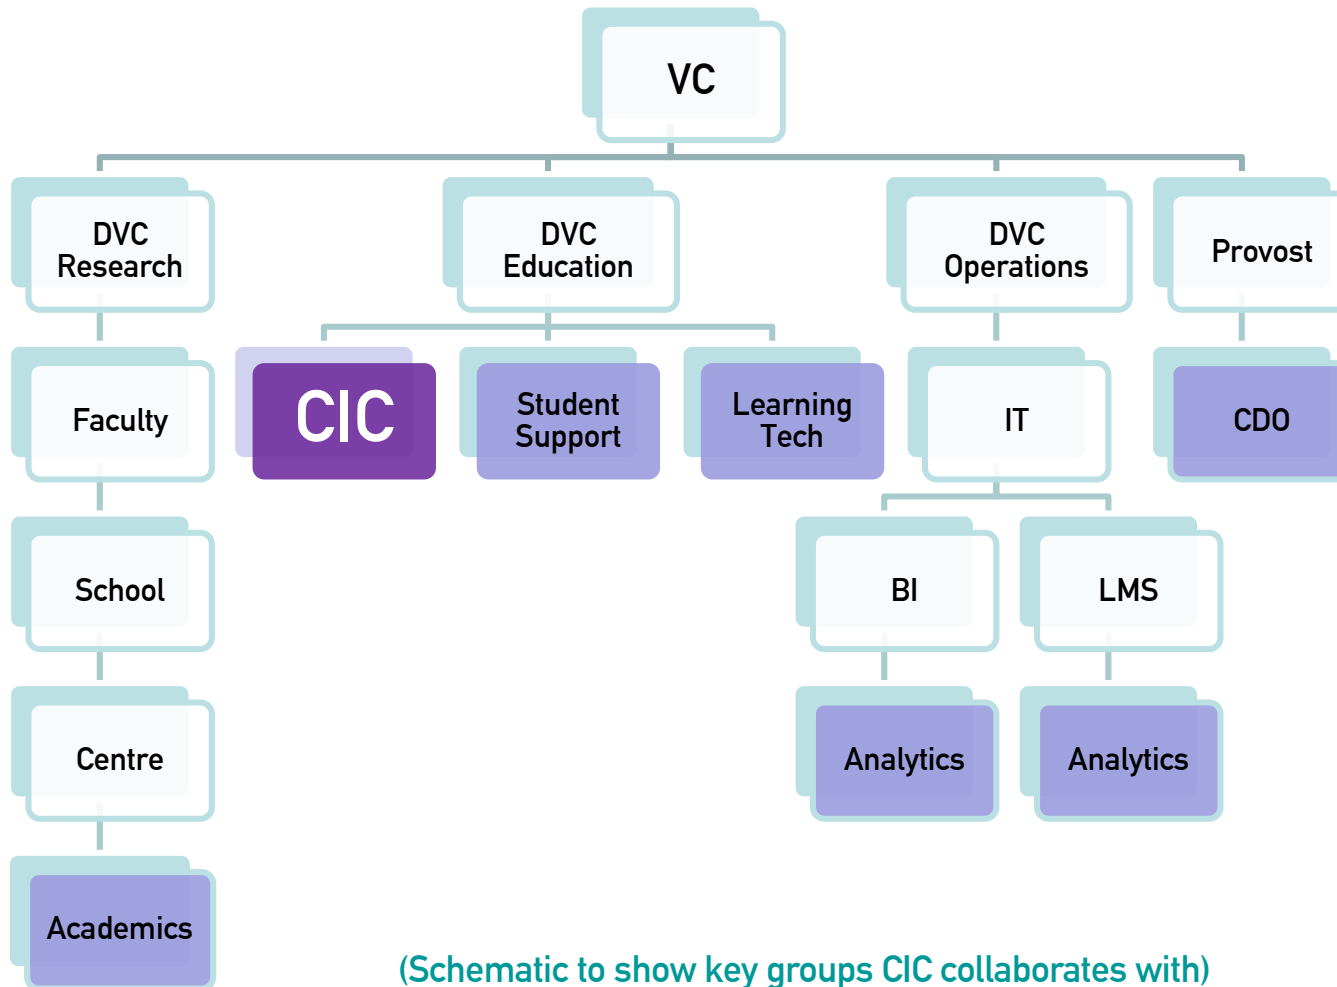 VC
DVC
Research
DVC
Education
DVC
Operations
Provost
Faculty
CIC
Student
Support
Learning
Tech
IT
CDO
School
BI
LMS
Centre
Analytics
Analytics
Academics
(Schematic to show key groups CIC collaborates with)